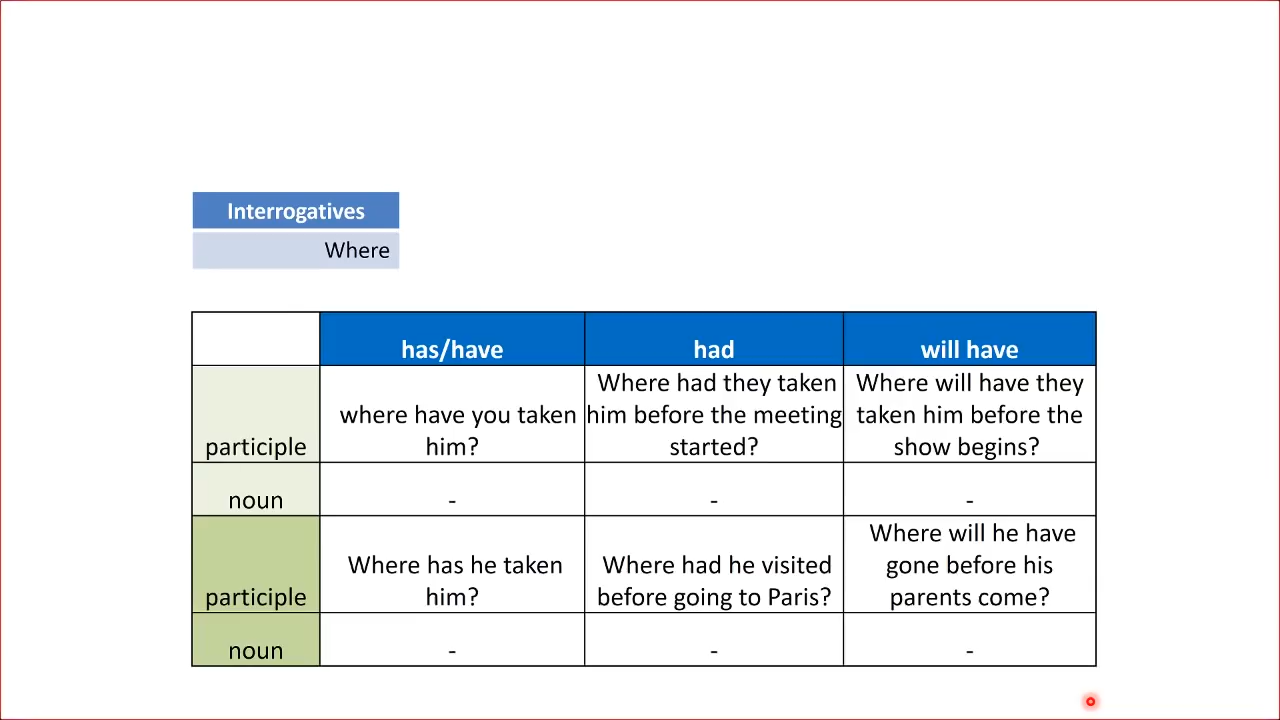 Interrogatives
Where
has/have had will have
Where had they taken Where will have they
where have you taken him before the meeting taken him before the
participle him? started? show begins?
noun - - -
Where will he have
Where has he taken Where had he visited gone before his
participle him? before going to Paris? parents come?
noun - - -